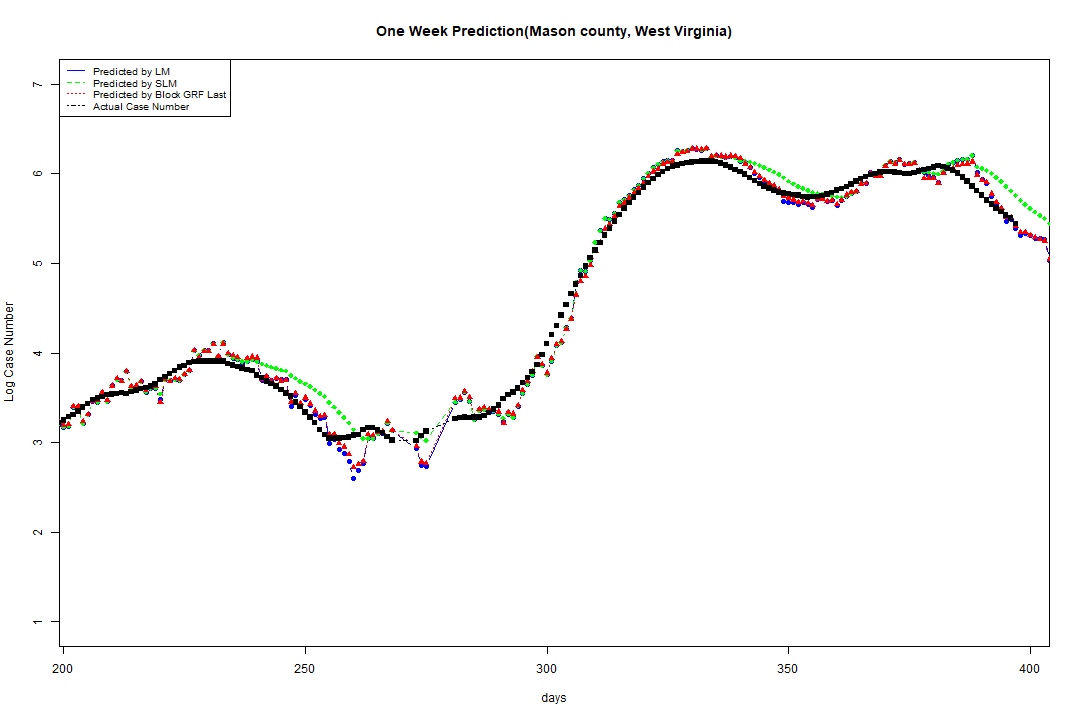 One Week Prediction(Mason county, West Virginia)
Predicted by LM
Predicted by SLM
Predicted by Block GRF Last
Actual Case Number
Log Case Number
7
6
5
4
3
2
1
200 250 300 350 400
days